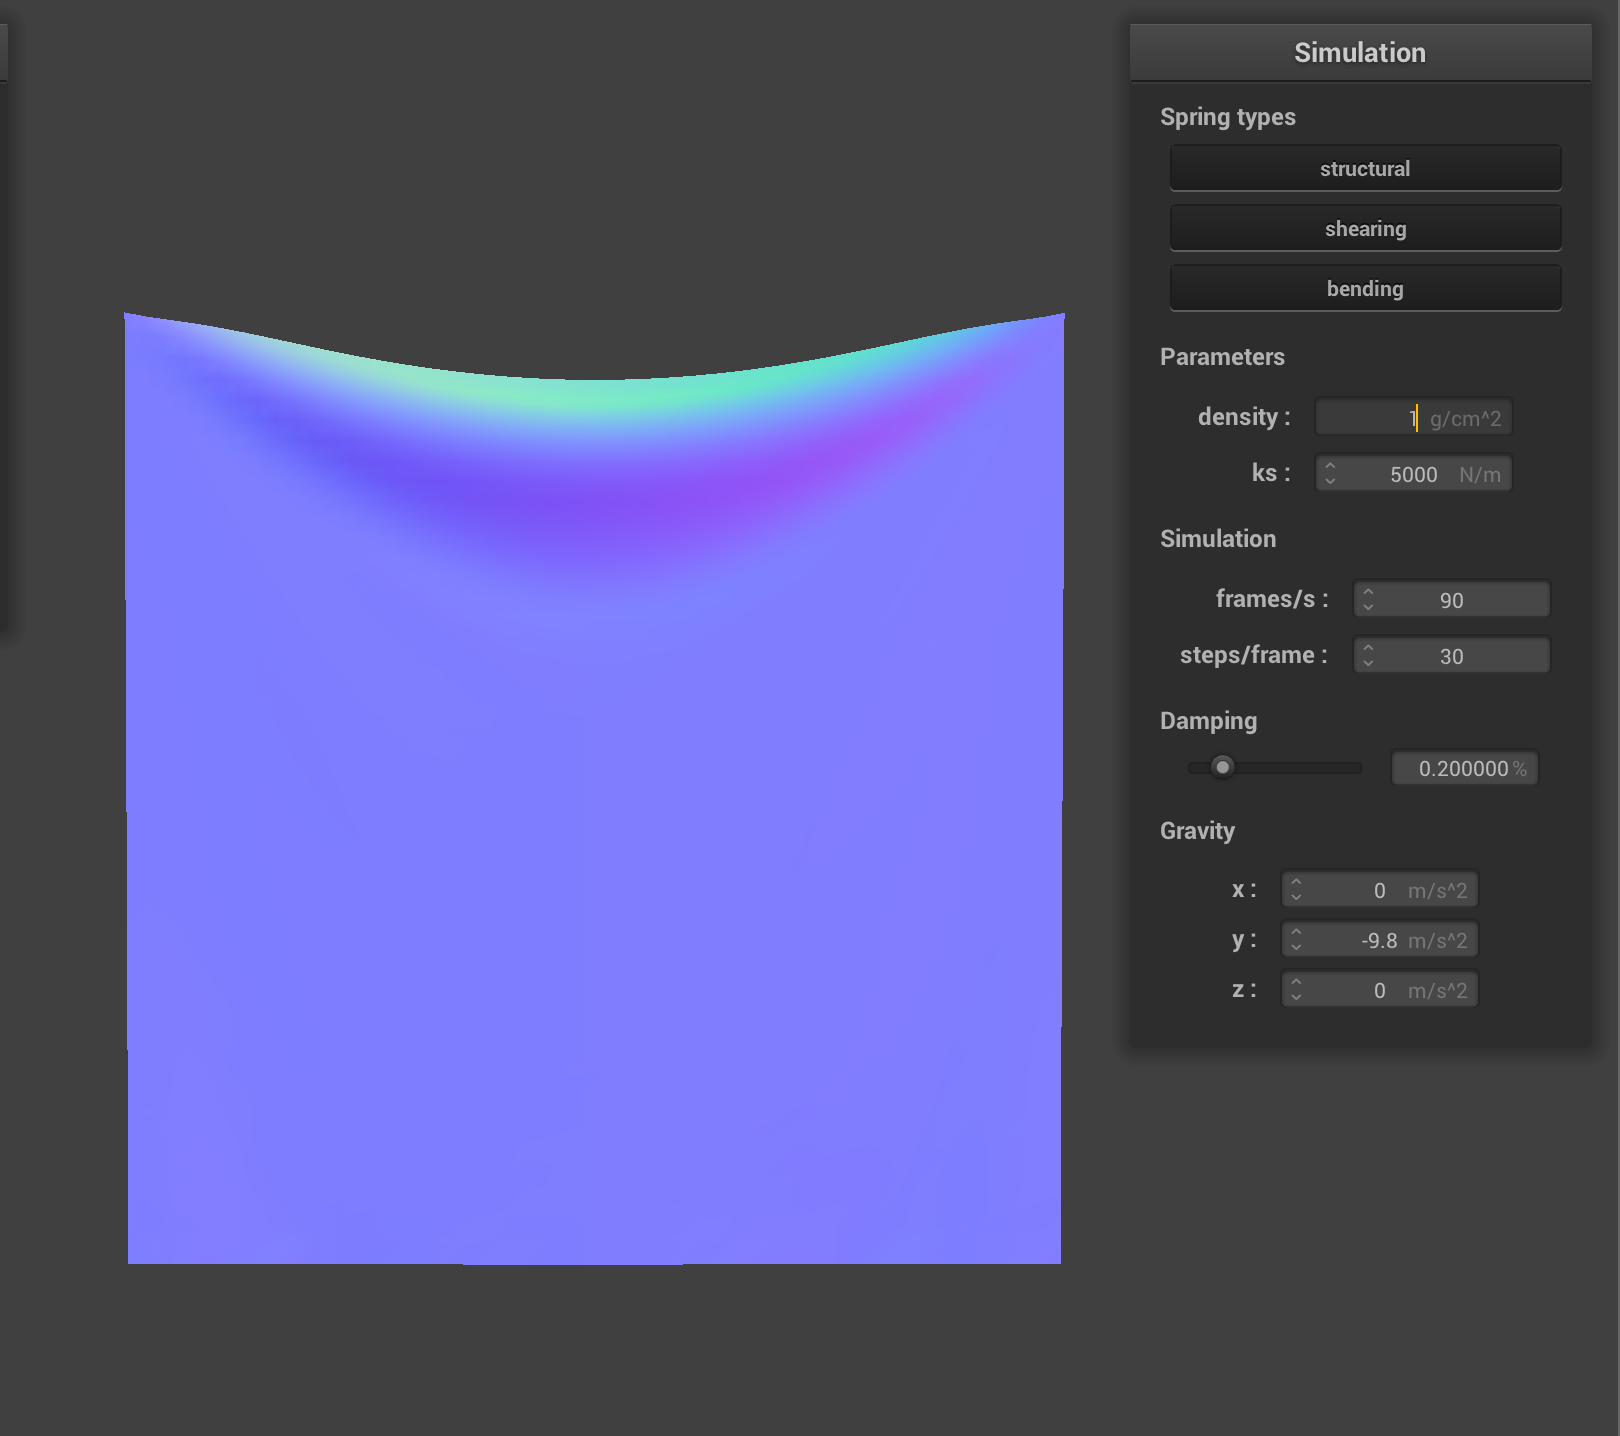 Simulation
Spring types
structural
shearing
bending
Parameters
density : 1 g/cm^2
ks : 5000 N/m
Simulation
frames/s : 90
steps/frame : 30
Damping
0.200000 %
Gravity
x : 0 m/s^2
y : -9.8 m/s^2
z : 0 m/s^2